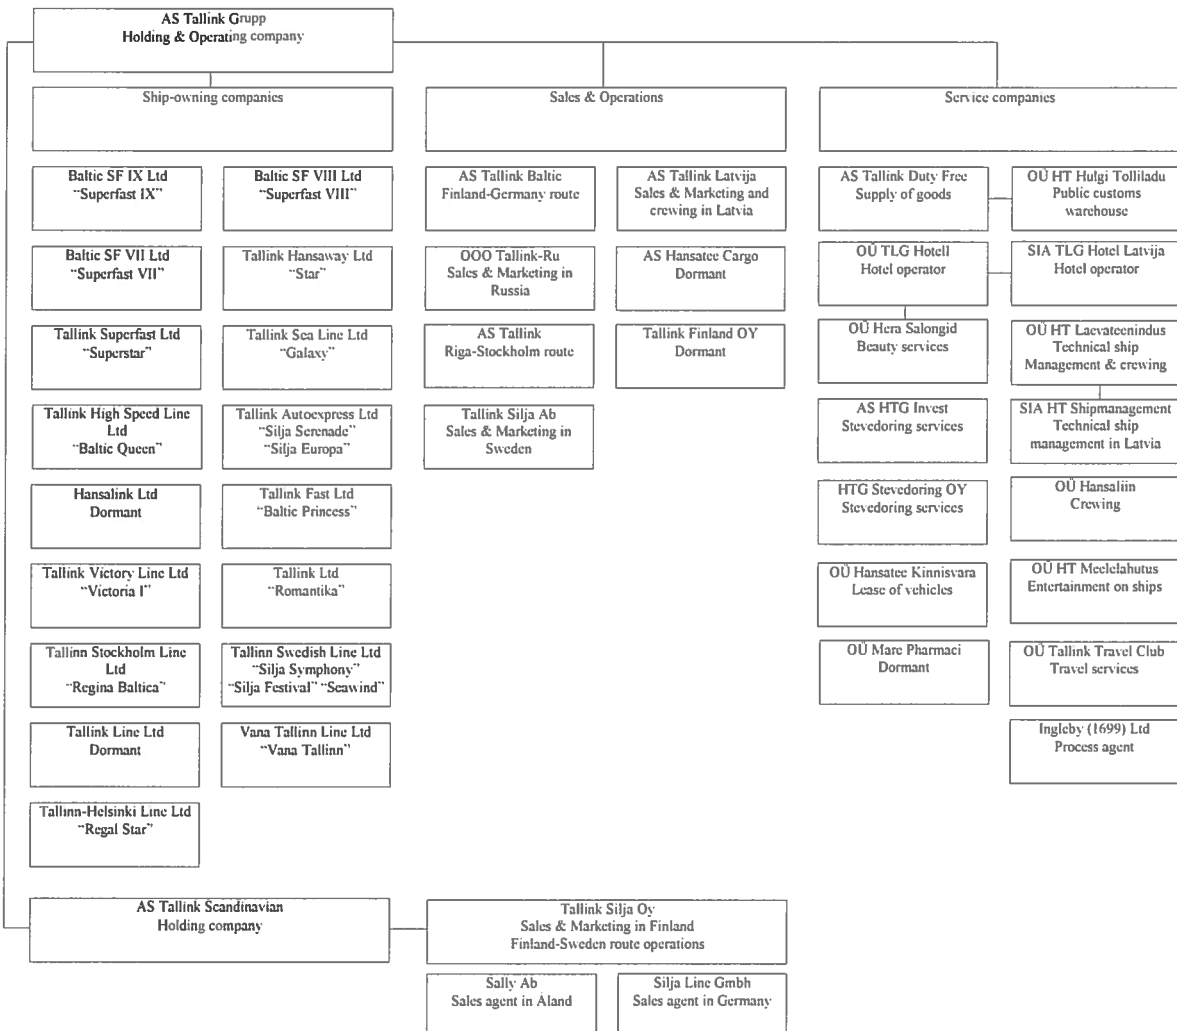 AS Tallink Grupp
Holding & Operating company
Ship-owning companies
Sales & Operations
Service companies
Baltic SF IX Ltd
"Superfast IX"
Baltic SF VIII Ltd
"Superfast VIII"
AS Tallink Baltic
Finland-Germany route
AS Tallink Latvija
Sales & Marketing and
crewing in Latvia
AS Tallink Duty Free
Supply of goods
OÜ HT Hulgi Tolliladu
Public customs
warehouse
Baltic SF VII Ltd
"Superfast VII"
Tallink Hansaway Ltd
"Star"
OOO Tallink-Ru
Sales & Marketing in
Russia
AS Hansatee Cargo
Dormant
OÜ TLG Hotell
Hotel operator
SIA TLG Hotel Latvija
Hotel operator
Tallink Superfast Ltd
"Superstar"
Tallink Sea Line Ltd
"Galaxy"
AS Tallink
Riga-Stockholm route
Tallink Finland OY
Dormant
OÜ Hera Salongid
Beauty services
OÜ HT Laevateenindus
Technical ship
Management & crewing
Tallink High Speed Line
Ltd
"Baltic Queen"
Tallink Autoexpress Ltd
"Silja Serenade"
"Silja Europa"
Tallink Silja Ab
Sales & Marketing in
Sweden
AS HTG Invest
Stevedoring services
SIA HT Shipmanagement
Technical ship
management in Latvia
Hansalink Ltd
Dormant
Tallink Fast Ltd
"Baltic Princess"
HTG Stevedoring OY
Stevedoring services
OÜ Hansaliin
Crewing
Tallink Victory Line Ltd
"Victoria I"
Tallink Ltd
"Romantika"
OÜ Hansatee Kinnisvara
Lease of vehicles
OÜ HT Meelelahutus
Entertainment on ships
Tallinn Stockholm Line
Ltd
"Regina Baltica"
Tallinn Swedish Line Ltd
"Silja Symphony"
"Silja Festival" "Seawind"
OÜ Mare Pharmaci
Dormant
OÜ Tallink Travel Club
Travel services
Tallink Line Ltd
Dormant
Vana Tallinn Line Ltd
"Vana Tallinn"
Ingleby (1699) Ltd
Process agent
Tallinn-Helsinki Line Ltd
"Regal Star"
AS Tallink Scandinavian
Holding company
Tallink Silja Oy
Sales & Marketing in Finland
Finland-Sweden route operations
Sally Ab
Sales agent in Åland
Silja Line Gmbh
Sales agent in Germany